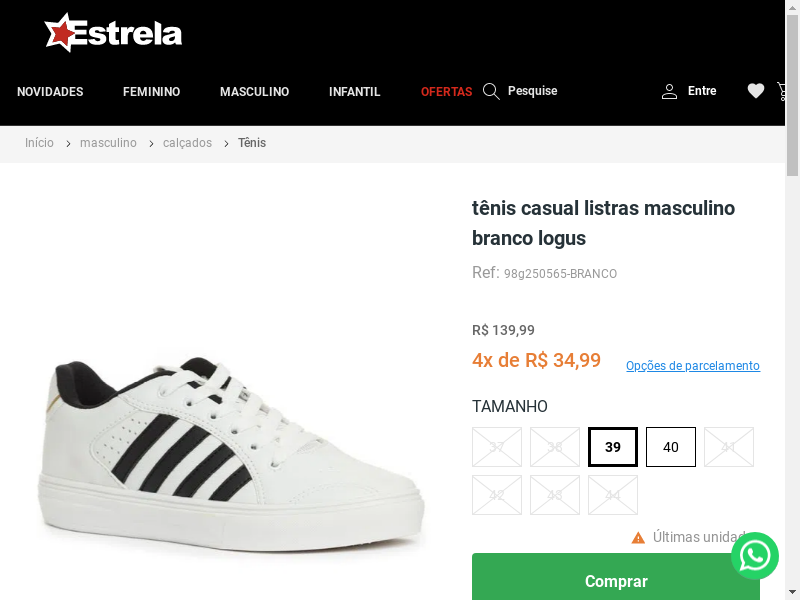 Estrela
NOVIDADES
FEMININO
MASCULINO
INFANTIL
OFERTAS
Pesquise
Entre
Início
masculino
calçados
Tênis
tênis casual listras masculino
branco logus
Ref: 98g250565-BRANCO
R$ 139,99
4x de R$ 34,99
Opções de parcelamento
TAMANHO
37
38
39
40
41
42
43
44
Últimas
Comprar